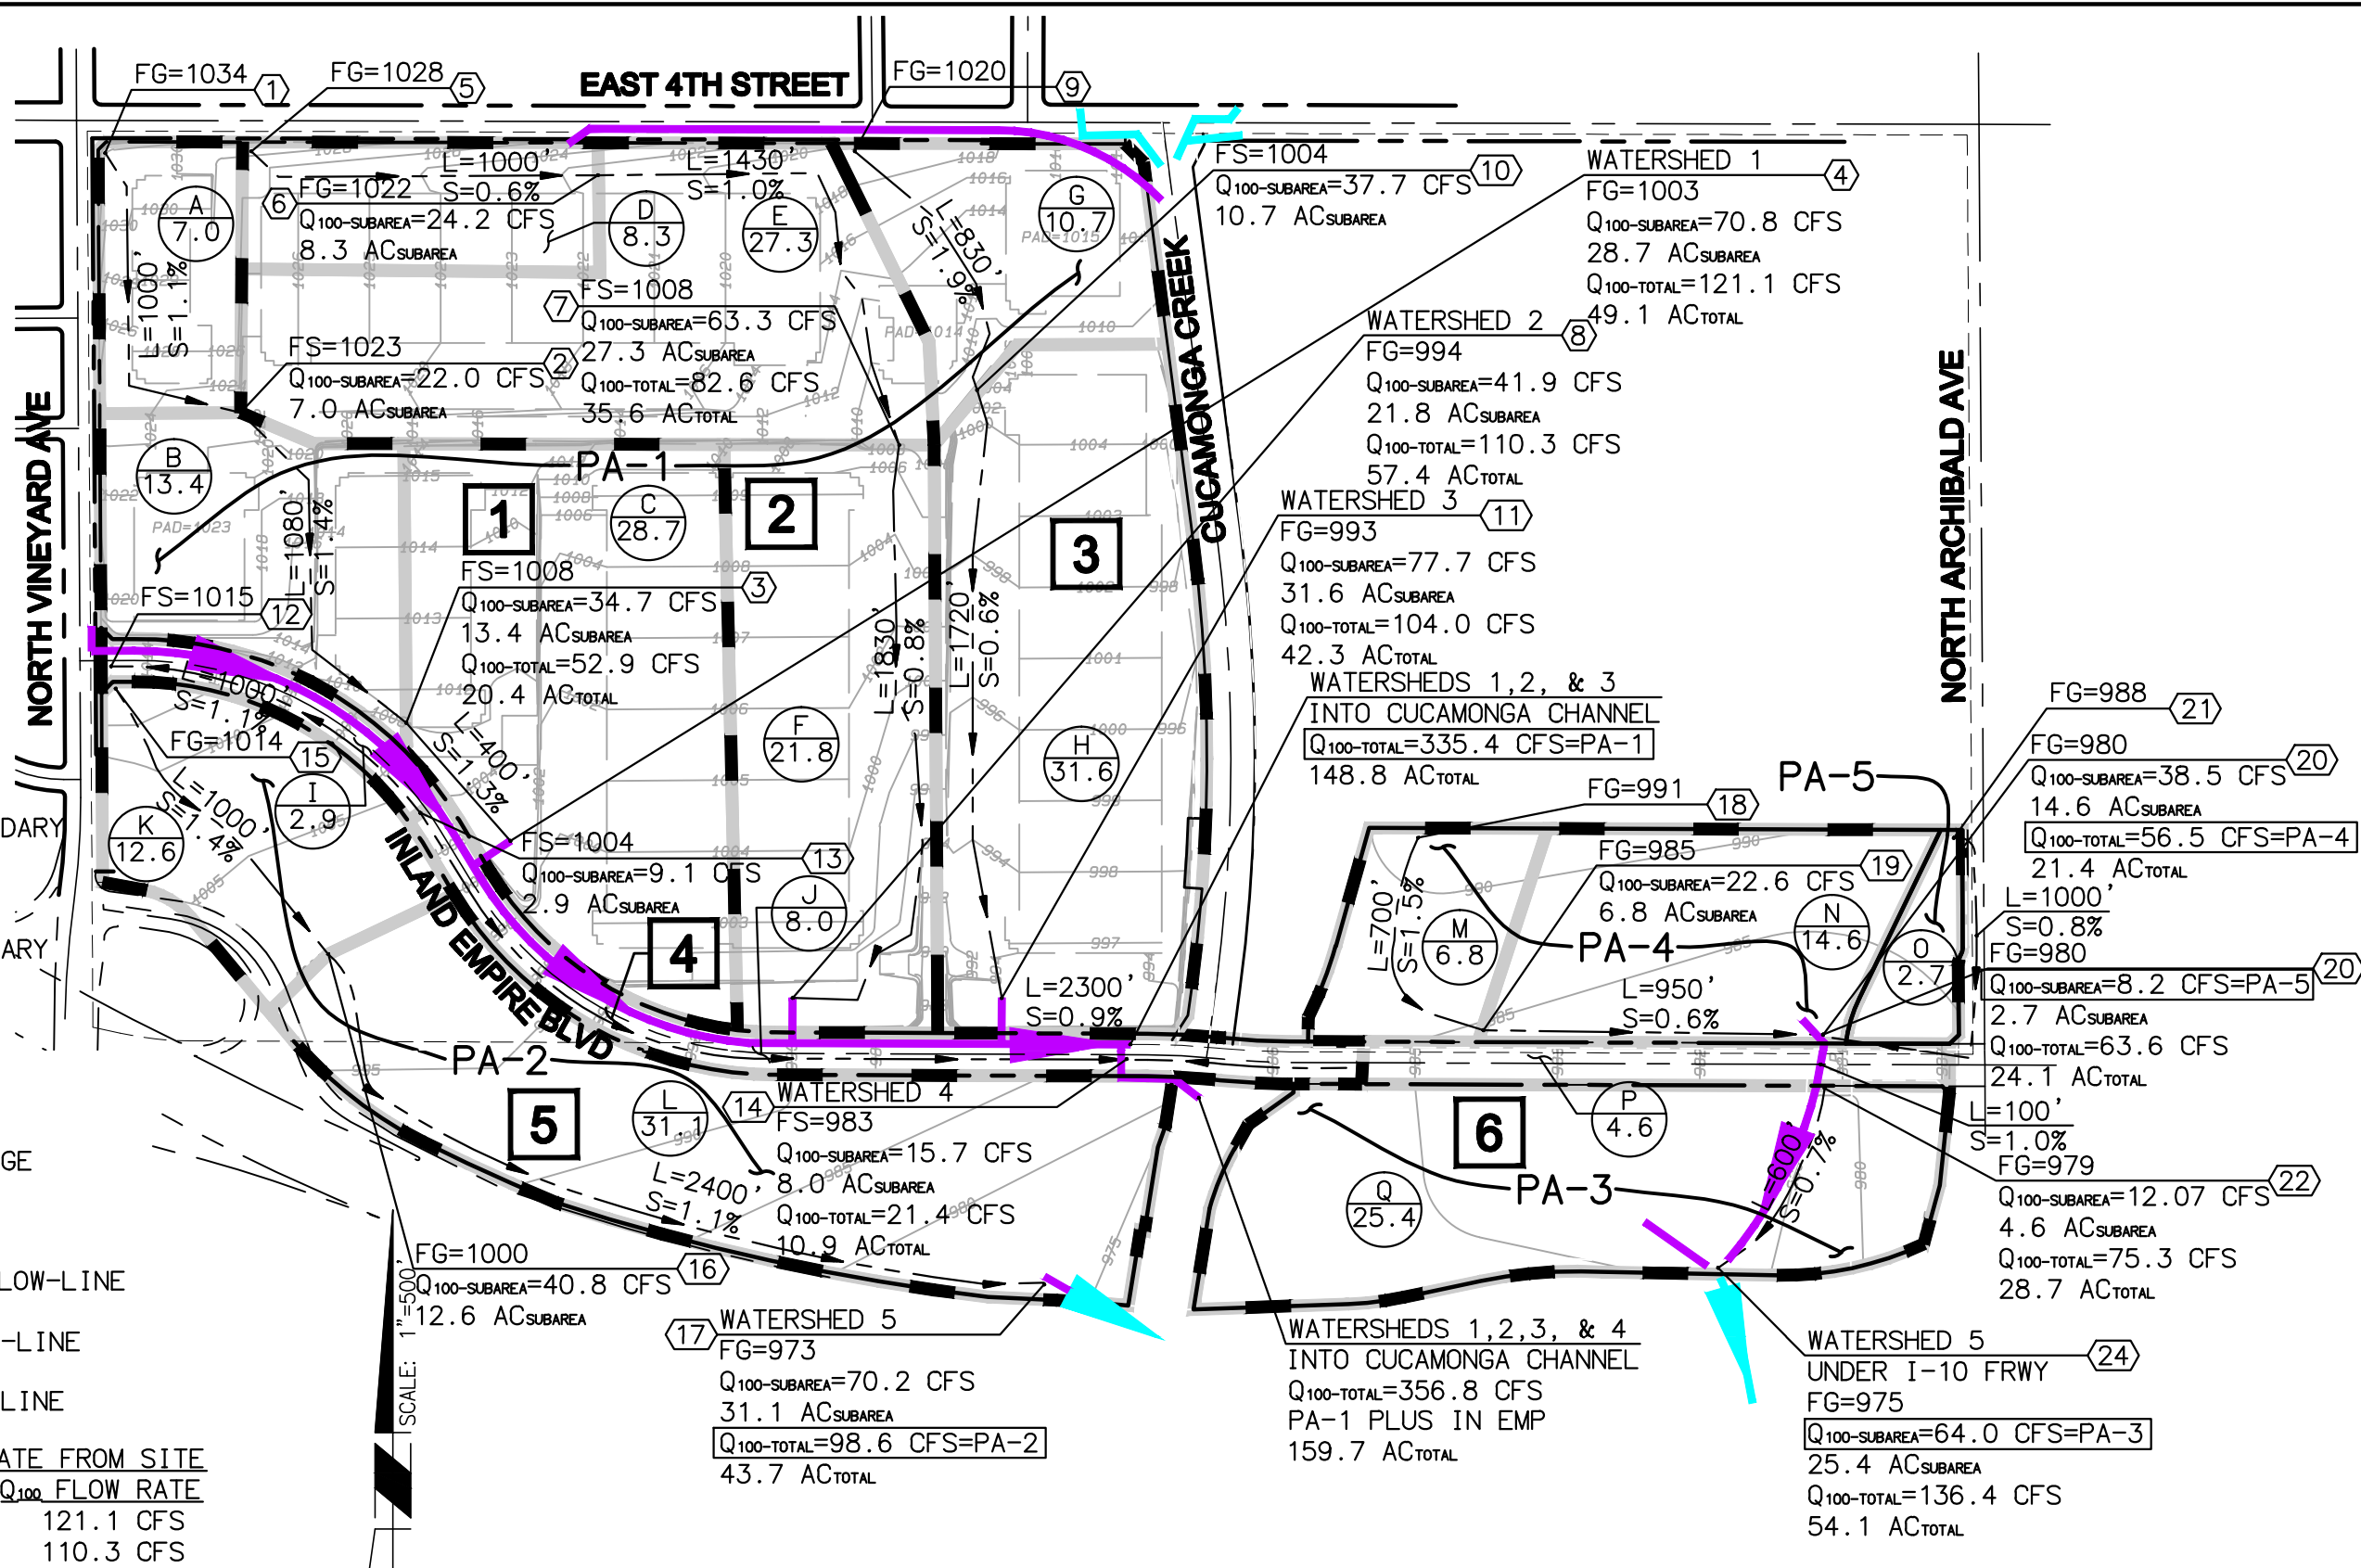 FG=1034 1
FG=1028 5
EAST 4TH STREET
FG=1020 9
L=1000'
S=0.6%
L=1430'
S=1.0%
6 FG=1022
Q100-SUBAREA=24.2 CFS
8.3 ACSUBAREA
A
7.0
D
8.3
E
27.3
G
10.7
PAD=1015
L=830'
S=1.9%
FS=1004 10
Q100-SUBAREA=37.7 CFS
10.7 ACSUBAREA
WATERSHED 1 4
FG=1003
Q100-SUBAREA=70.8 CFS
28.7 ACSUBAREA
Q100-TOTAL=121.1 CFS
49.1 ACTOTAL
L=1000'
S=1.1%
7 FS=1008
Q100-SUBAREA=63.3 CFS
27.3 ACSUBAREA
Q100-TOTAL=82.6 CFS
35.6 ACTOTAL
FS=1023 2
Q100-SUBAREA=22.0 CFS
7.0 ACSUBAREA
WATERSHED 2 8
FG=994
Q100-SUBAREA=41.9 CFS
21.8 ACSUBAREA
Q100-TOTAL=110.3 CFS
57.4 ACTOTAL
CUCAMONGA CREEK
NORTH VINEYARD AVE
NORTH ARCHIBALD AVE
B
13.4
PAD=1023
PA-1
1
C
28.7
2
3
L=1080'
S=1.4%
WATERSHED 3 11
FG=993
Q100-SUBAREA=77.7 CFS
31.6 ACSUBAREA
Q100-TOTAL=104.0 CFS
42.3 ACTOTAL
FS=1008 3
Q100-SUBAREA=34.7 CFS
13.4 ACSUBAREA
Q100-TOTAL=52.9 CFS
20.4 ACTOTAL
FS=1015 12
L=1830'
S=0.8%
L=1720'
S=0.6%
L=1000'
S=1.1%
WATERSHEDS 1,2, & 3
INTO CUCAMONGA CHANNEL
Q100-TOTAL=335.4 CFS=PA-1
148.8 ACTOTAL
FG=1014 15
L=400'
S=1.3%
F
21.8
H
31.6
K
12.6
I
2.9
L=1000'
S=1.4%
FS=1004 13
Q100-SUBAREA=9.1 CFS
2.9 ACSUBAREA
J
8.0
4
INLAND EMPIRE BLVD
L=2300'
S=0.9%
FG=991 18
PA-5
FG=988 21
FG=980 20
Q100-SUBAREA=38.5 CFS
14.6 ACSUBAREA
Q100-TOTAL=56.5 CFS=PA-4
21.4 ACTOTAL
FG=985 19
Q100-SUBAREA=22.6 CFS
6.8 ACSUBAREA
L=700'
S=1.5%
M
6.8
PA-4
N
14.6
O
2.7
L=950'
S=0.6%
L=1000'
S=0.8%
FG=980 20
Q100-SUBAREA=8.2 CFS=PA-5
2.7 ACSUBAREA
Q100-TOTAL=63.6 CFS
24.1 ACTOTAL
L=100'
S=1.0%
FG=979 22
Q100-SUBAREA=12.07 CFS
4.6 ACSUBAREA
Q100-TOTAL=75.3 CFS
28.7 ACTOTAL
DARY
ARY
GE
PA-2
5
L
31.1
L=2400'
S=1.1%
14 WATERSHED 4
FS=983
Q100-SUBAREA=15.7 CFS
8.0 ACSUBAREA
Q100-TOTAL=21.4 CFS
10.9 ACTOTAL
6
P
4.6
Q
25.4
PA-3
L=600'
S=0.7%
FG=1000 16
Q100-SUBAREA=40.8 CFS
12.6 ACSUBAREA
17 WATERSHED 5
FG=973
Q100-SUBAREA=70.2 CFS
31.1 ACSUBAREA
Q100-TOTAL=98.6 CFS=PA-2
43.7 ACTOTAL
WATERSHEDS 1,2,3, & 4
INTO CUCAMONGA CHANNEL
Q100-TOTAL=356.8 CFS
PA-1 PLUS IN EMP
159.7 ACTOTAL
WATERSHED 5 24
UNDER I-10 FRWY
FG=975
Q100-SUBAREA=64.0 CFS=PA-3
25.4 ACSUBAREA
Q100-TOTAL=136.4 CFS
54.1 ACTOTAL
LOW-LINE
-LINE
LINE
SCALE: 1"=500'
ATE FROM SITE
Q100 FLOW RATE
121.1 CFS
110.3 CFS